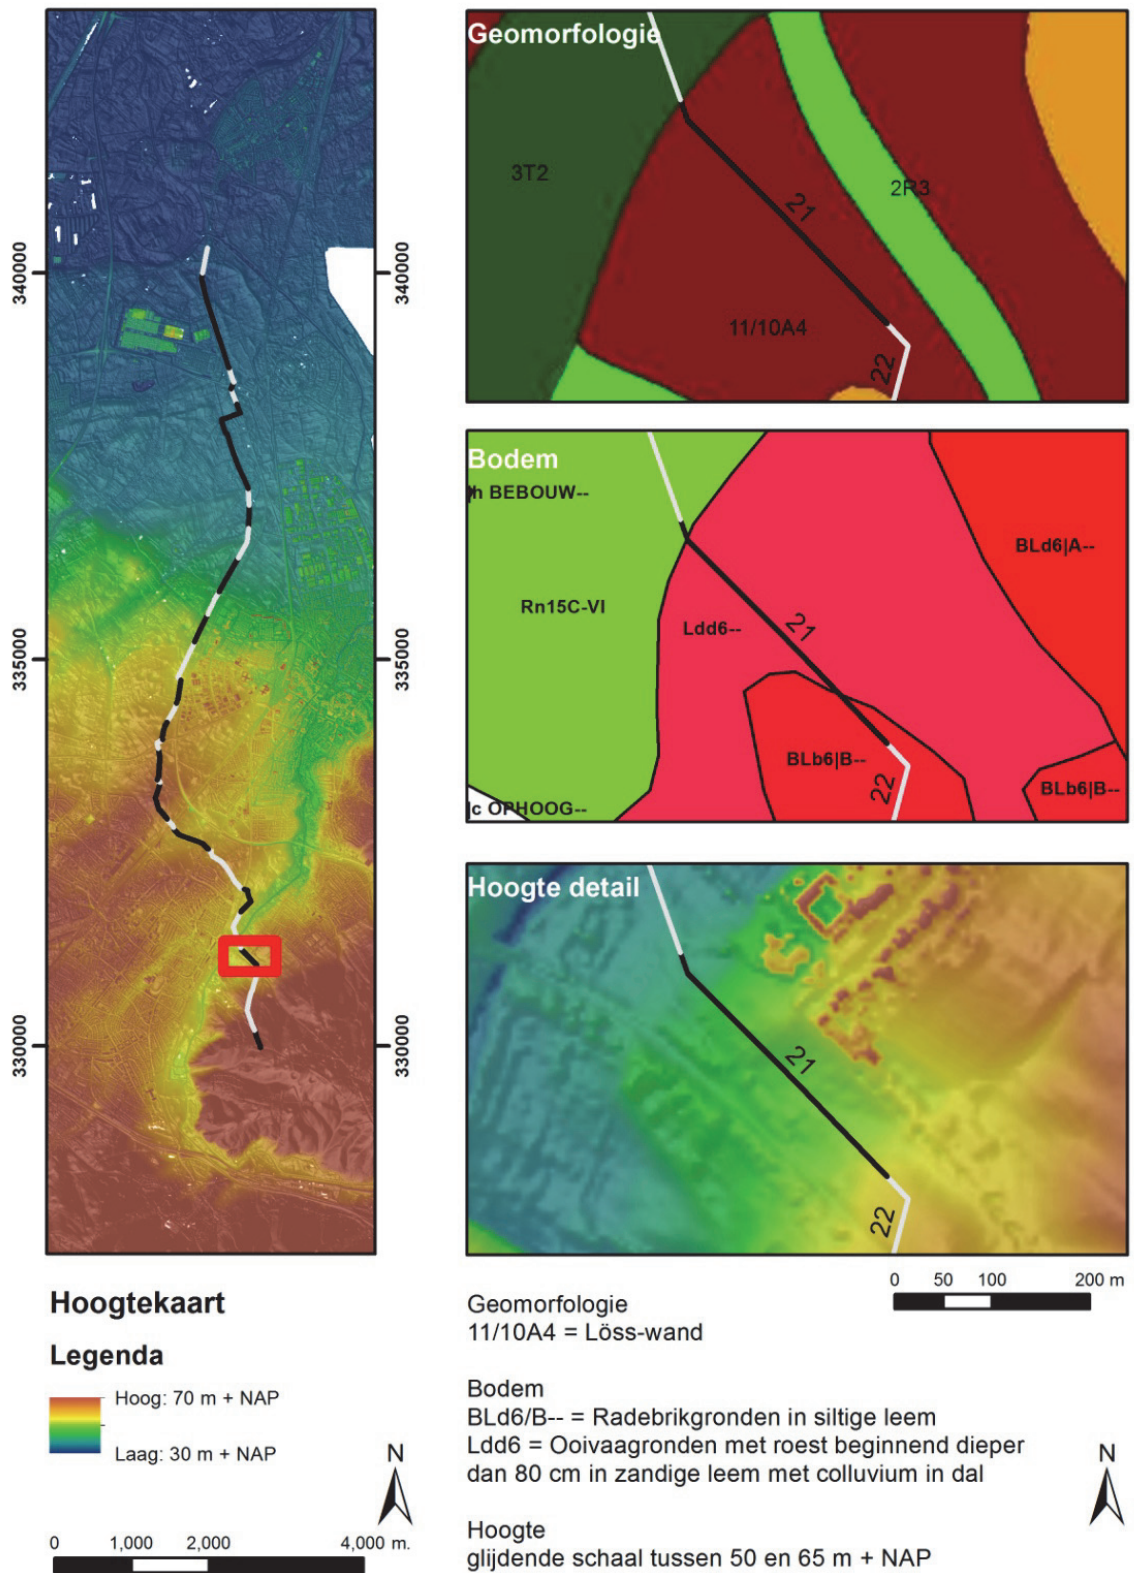 340000
335000
330000
340000
335000
330000
Hoogtekaart
Legenda
Hoog: 70 m + NAP
Laag: 30 m + NAP
N
0 1,000 2,000 4,000 m.
Geomorfologie
3T2
2R3
21
11/10A4
22
Bodem
h BEBOUW--
BLd6|A--
Rn15C-VI
Ldd6--
21
BLb6|B--
22
BLb6|B--
c OPHOOG--
Hoogte detail
21
22
0 50 100 200 m
Geomorfologie
11/10A4 = Löss-wand
Bodem
BLd6/B-- = Radebrikgronden in siltige leem
Ldd6 = Ooivaagronden met roest beginnend dieper
dan 80 cm in zandige leem met colluvium in dal
N
Hoogte
glijdende schaal tussen 50 en 65 m + NAP